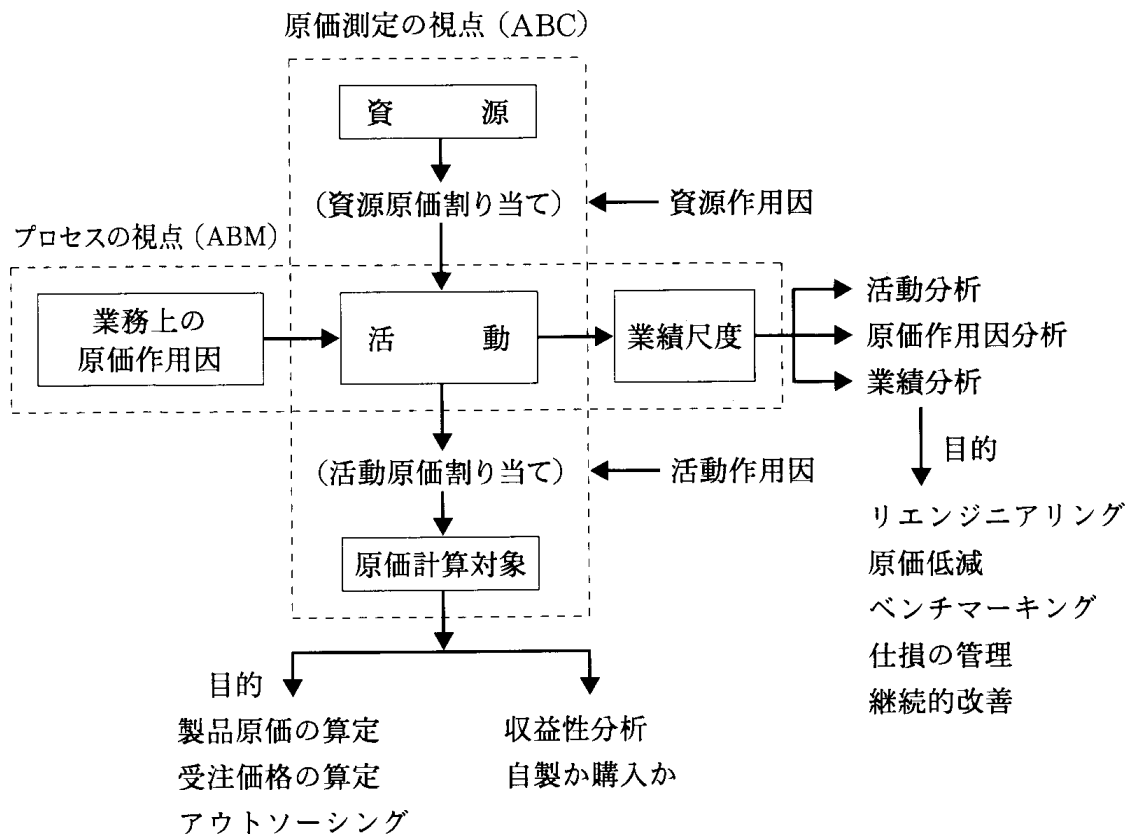 原価測定の視点（ABC）
資　源
（資源原価割り当て）
資源作用因
プロセスの視点（ABM）
業務上の
原価作用因
活　動
業績尺度
活動分析
原価作用因分析
業績分析
目的
リエンジニアリング
原価低減
ベンチマーキング
仕損の管理
継続的改善
（活動原価割り当て）
活動作用因
原価計算対象
目的
製品原価の算定
受注価格の算定
アウトソーシング
収益性分析
自製か購入か